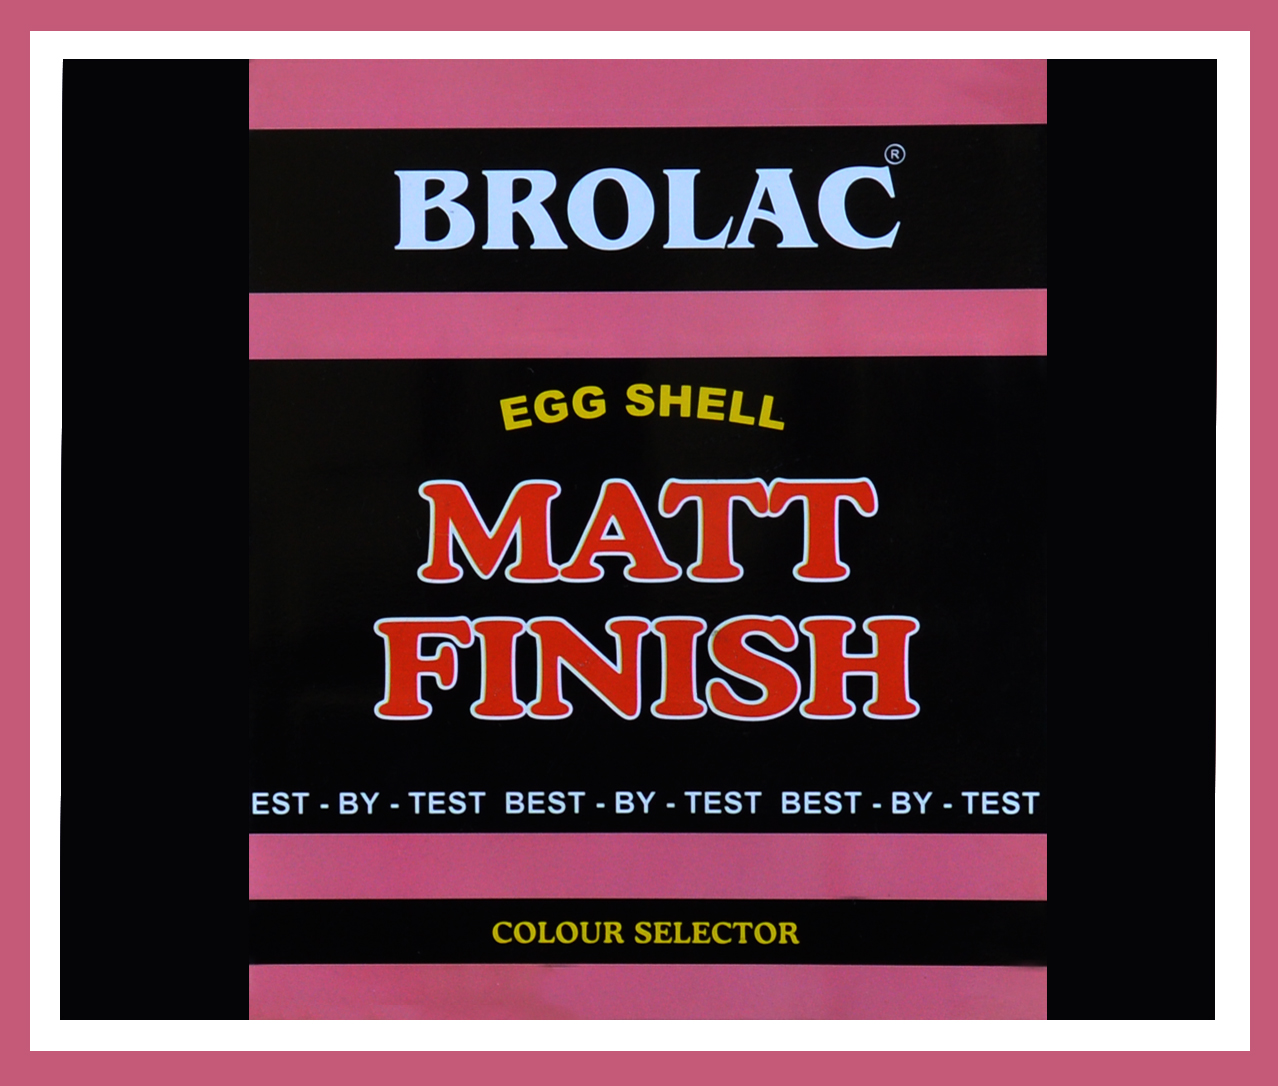 BROLAC®
EGG SHELL
MATT
FINISH
EST - BY - TEST BEST - BY - TEST BEST - BY - TEST
COLOUR SELECTOR